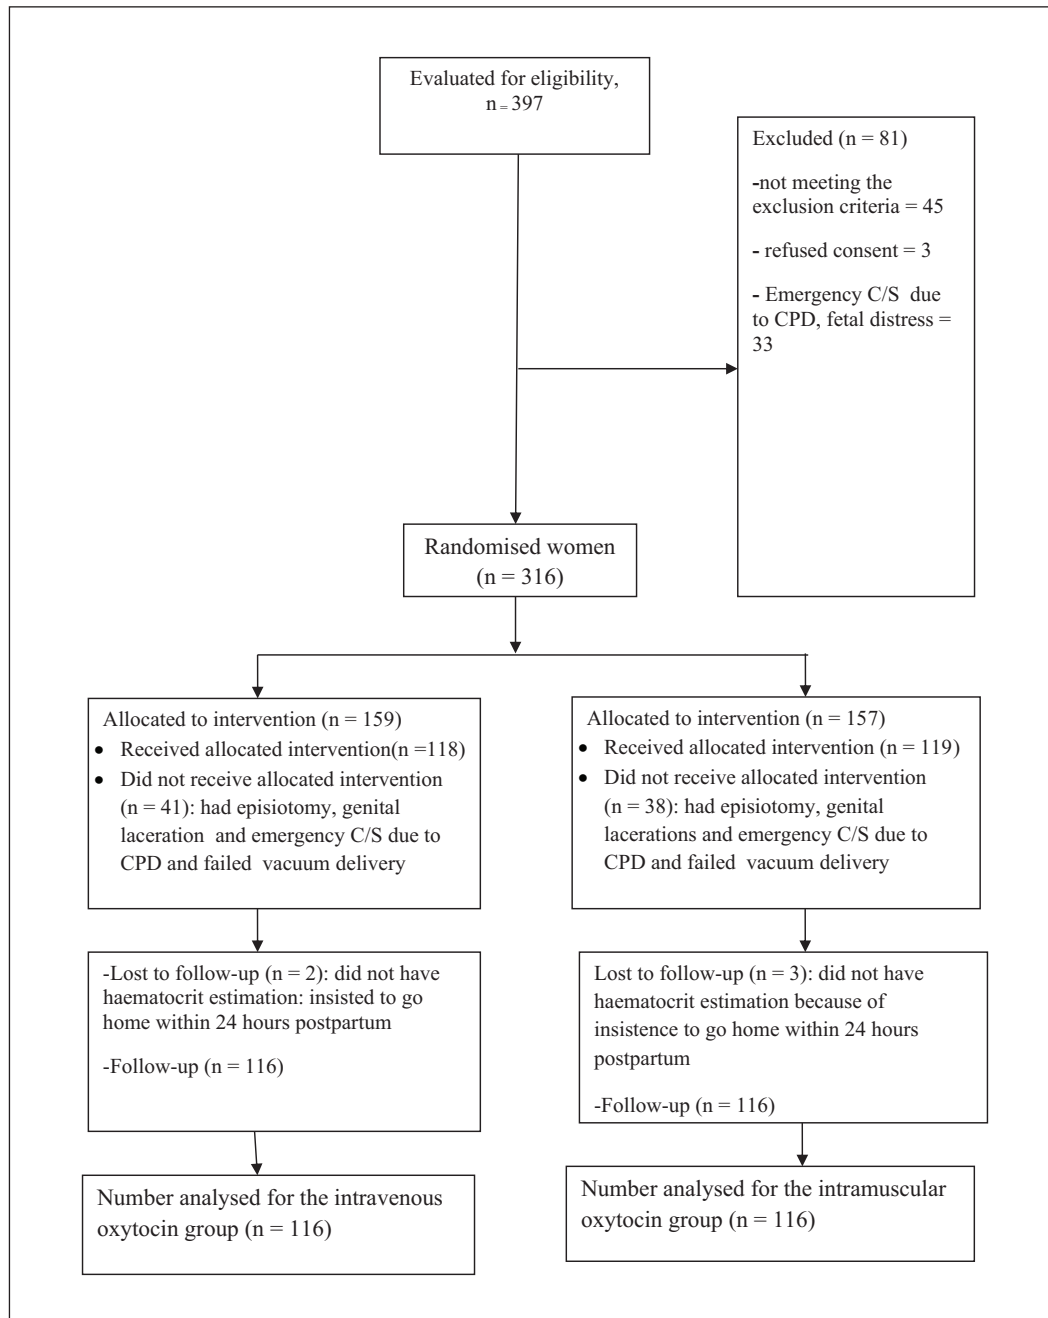 Evaluated for eligibility,
n = 397
Excluded (n = 81)
-not meeting the
exclusion criteria = 45
- refused consent = 3
- Emergency C/S due
to CPD, fetal distress =
33
Randomised women
(n = 316)
Allocated to intervention (n = 159)
• Received allocated intervention(n =118)
• Did not receive allocated intervention
(n = 41): had episiotomy, genital
laceration and emergency C/S due to
CPD and failed vacuum delivery
Allocated to intervention (n = 157)
• Received allocated intervention (n = 119)
• Did not receive allocated intervention
(n = 38): had episiotomy, genital
lacerations and emergency C/S due to
CPD and failed vacuum delivery
-Lost to follow-up (n = 2): did not have
haematocrit estimation: insisted to go
home within 24 hours postpartum
-Follow-up (n = 116)
Lost to follow-up (n = 3): did not have
haematocrit estimation because of
insistence to go home within 24 hours
postpartum
-Follow-up (n = 116)
Number analysed for the intravenous
oxytocin group (n = 116)
Number analysed for the intramuscular
oxytocin group (n = 116)